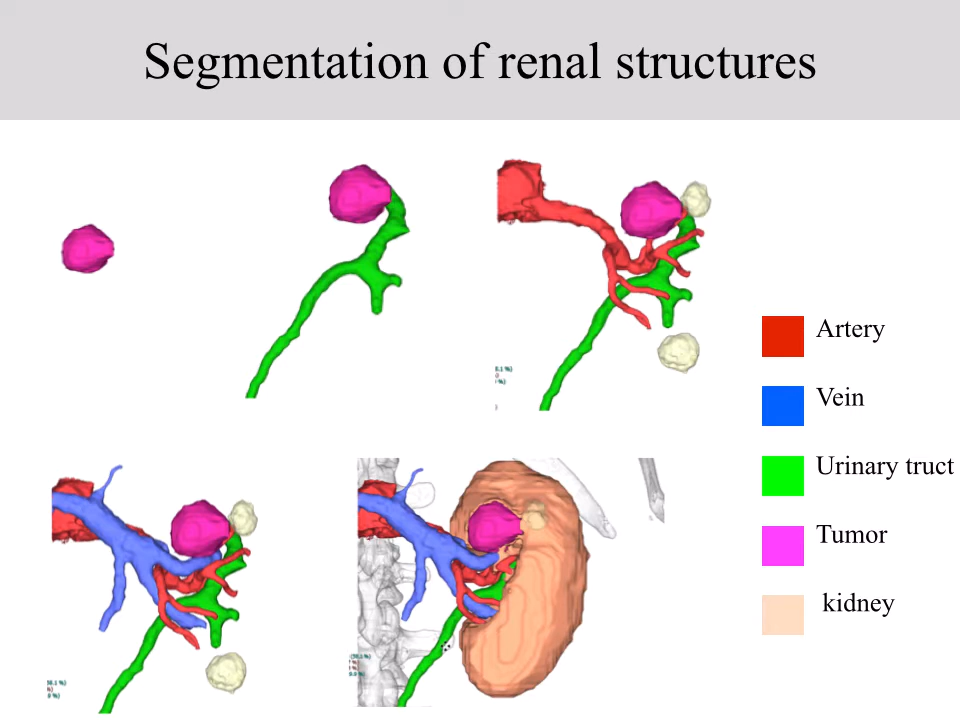 Segmentation of renal structures
Artery
Vein
Urinary truct
Tumor
kidney